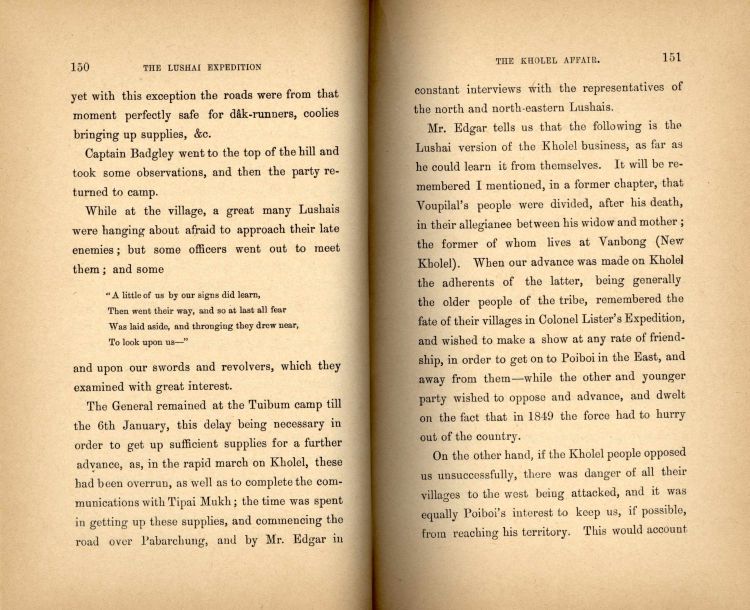 150 THE LUSHAI EXPEDITION
yet with this exception the roads were from that
moment perfectly safe for dâk-runners, coolies
bringing up supplies, &c.
Captain Badgley went to the top of the hill and
took some observations, and then the party re-
turned to camp.
While at the village, a great many Lushais
were hanging about afraid to approach their late
enemies; but some officers went out to meet
them; and some
"A little of us by our signs did learn,
Then went their way, and so at last all fear
Was laid aside, and thronging they drew near,
To look upon us—"
and upon our swords and revolvers, which they
examined with great interest.
The General remained at the Tuibum camp till
the 6th January, this delay being necessary in
order to get up sufficient supplies for a further
advance, as, in the rapid march on Kholel, these
had been overrun, as well as to complete the com-
munications with Tipai Mukh; the time was spent
in getting up these supplies, and commencing the
road over Pabarchung, and by Mr. Edgar in
THE KHOLEL AFFAIR. 151
constant interviews with the representatives of
the north and north-eastern Lushais.
Mr. Edgar tells us that the following is the
Lushai version of the Kholel business, as far as
he could learn it from themselves. It will be re-
membered I mentioned, in a former chapter, that
Voupilal's people were divided, after his death,
in their allegiance between his widow and mother;
the former of whom lives at Vanbong (New
Kholel). When our advance was made on Kholel
the adherents of the latter, being generally
the older people of the tribe, remembered the
fate of their villages in Colonel Lister's Expedition,
and wished to make a show at any rate of friend-
ship, in order to get on to Poiboi in the East, and
away from them—while the other and younger
party wished to oppose and advance, and dwelt
on the fact that in 1849 the force had to hurry
out of the country.
On the other hand, if the Kholel people opposed
us unsuccessfully, there was danger of all their
villages to the west being attacked, and it was
equally Poiboi's interest to keep us, if possible,
from reaching his territory. This would account